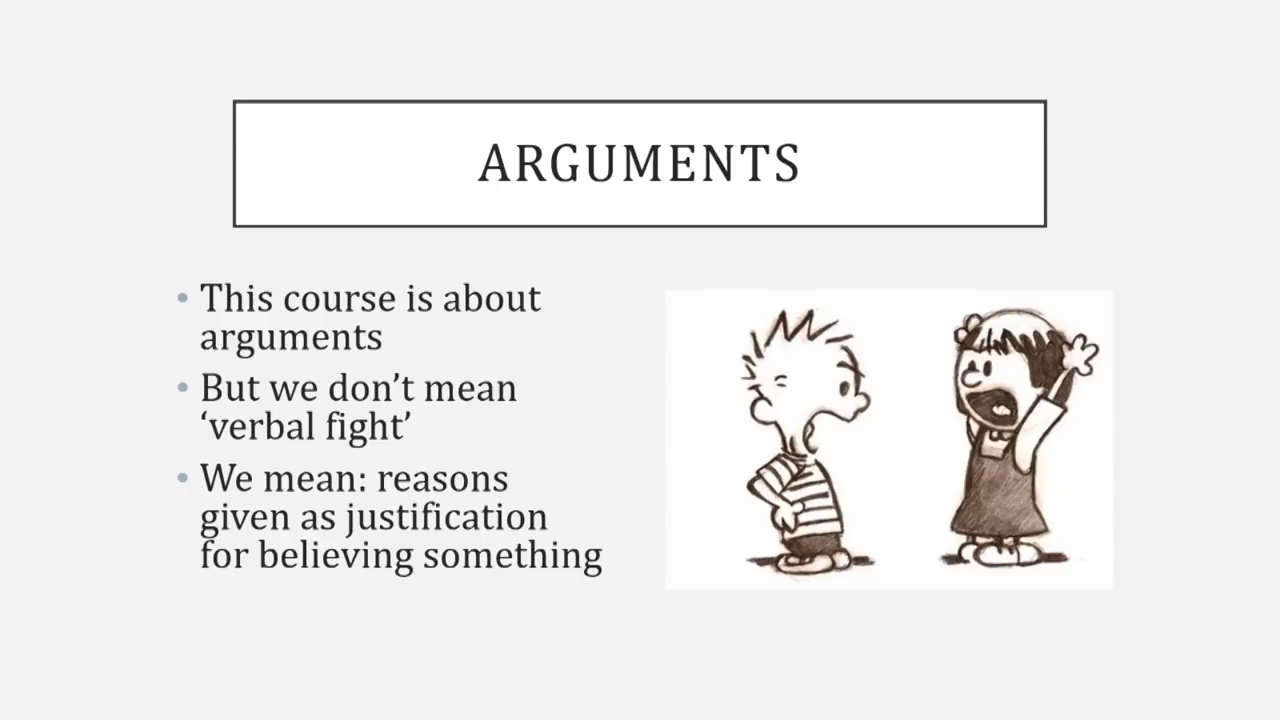 ARGUMENTS
• This course is about
arguments
• But we don’t mean
‘verbal fight’
• We mean: reasons
given as justification
for believing something